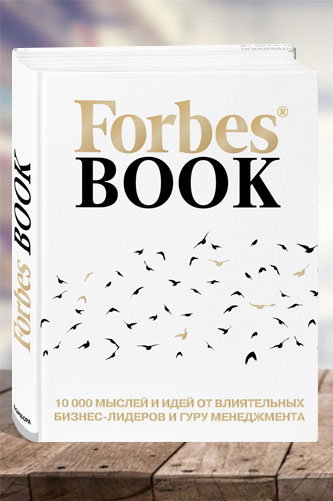 Forbes®
BOOK
10 000 МЫСЛЕЙ И ИДЕЙ ОТ ВЛИЯТЕЛЬНЫХ
БИЗНЕС-ЛИДЕРОВ И ГУРУ МЕНЕДЖМЕНТА
Forbes BOOK